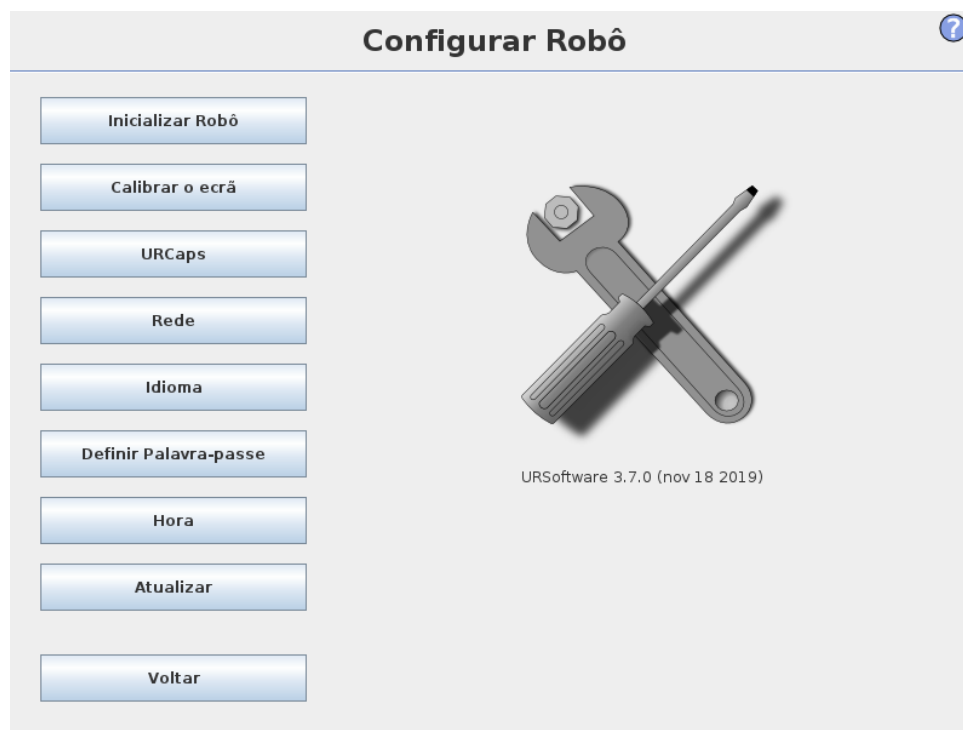 Configurar Robô
?
Inicializar Robô
Calibrar o ecrã
URCaps
Rede
Idioma
Definir Palavra-passe
Hora
Atualizar
Voltar
URSoftware 3.7.0 (nov 18 2019)